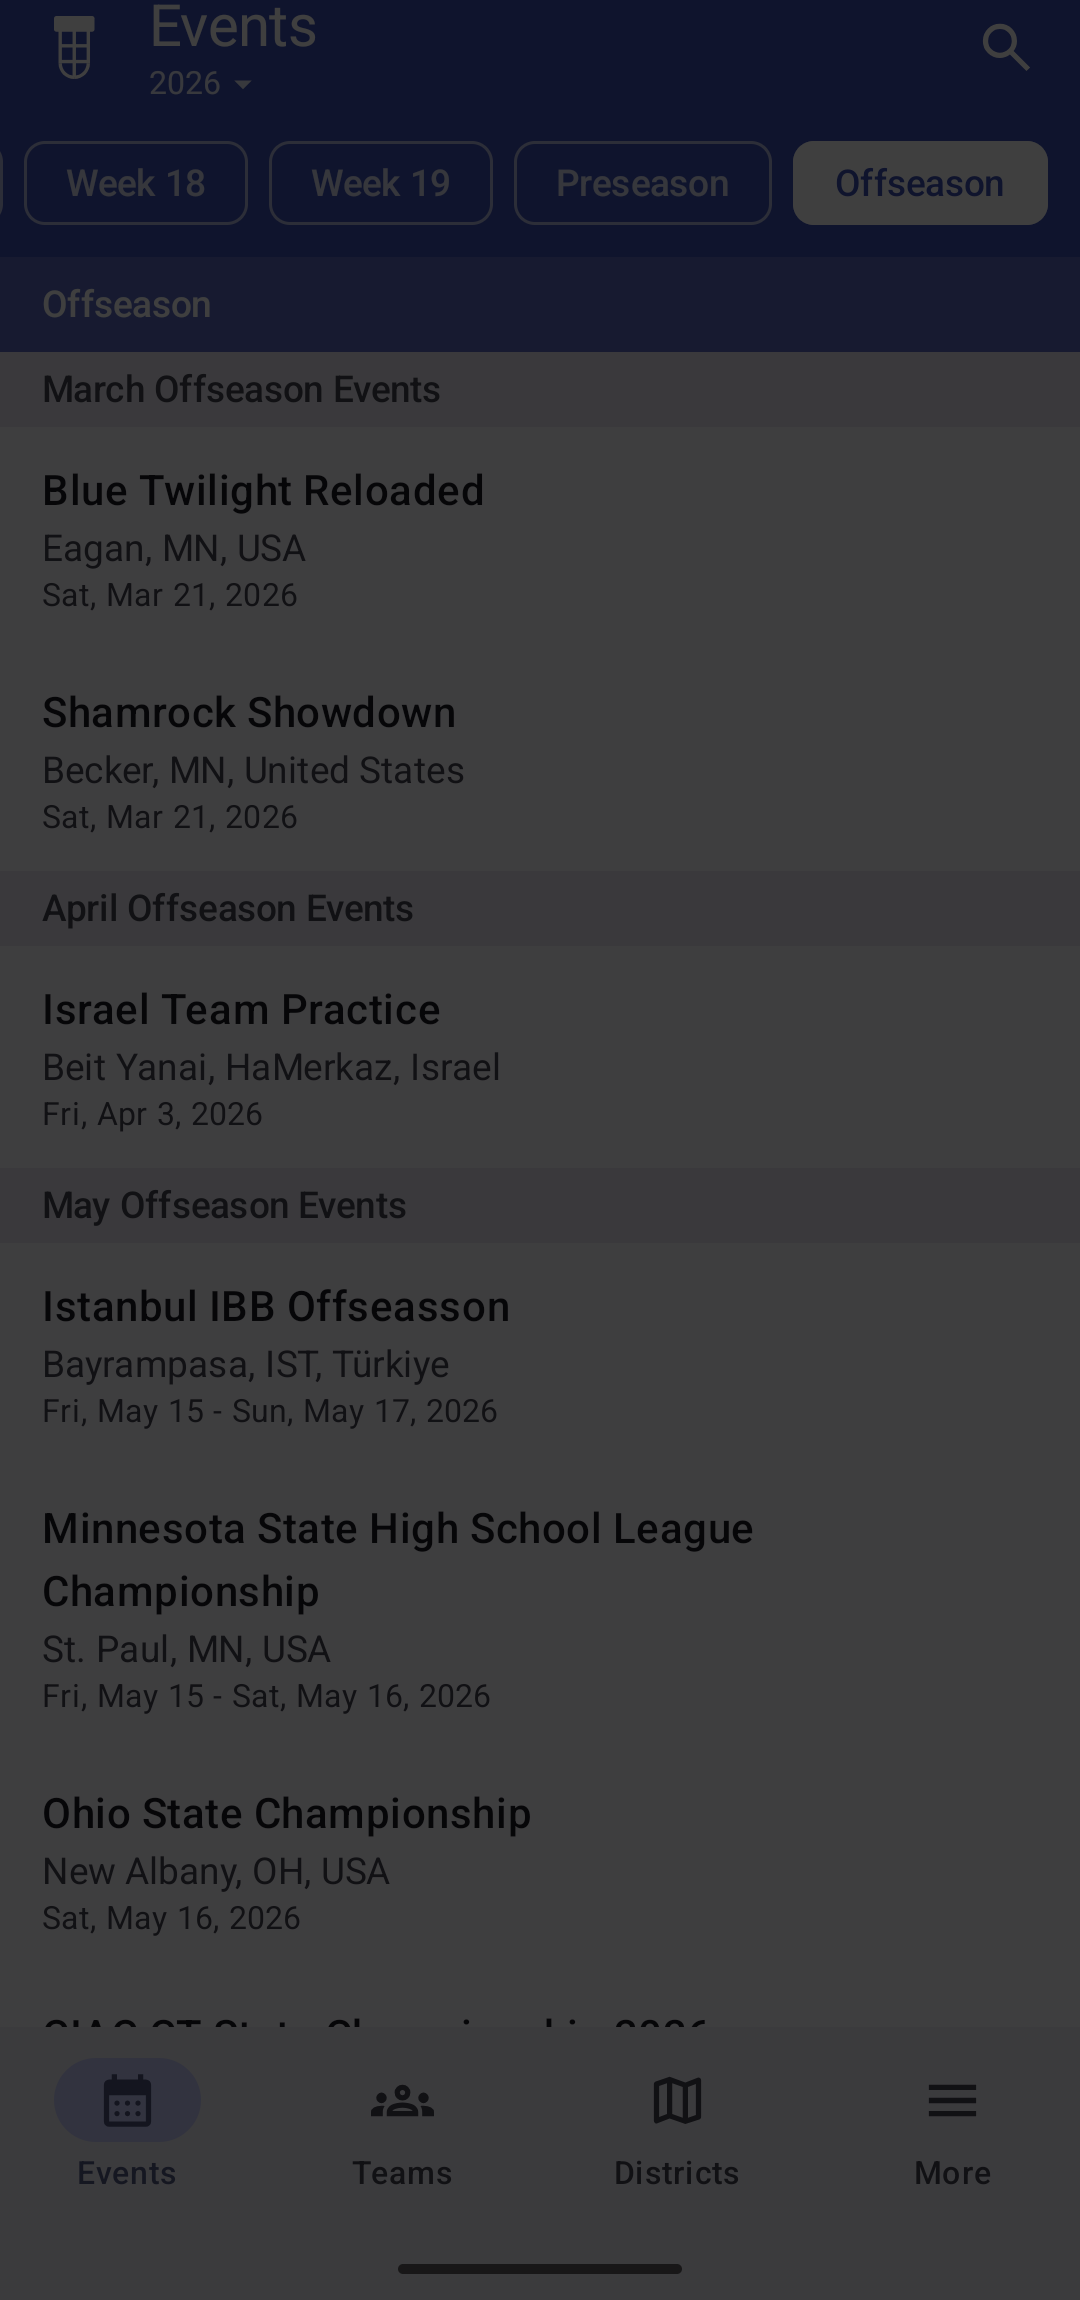 Events
2026
Week 18
Week 19
Preseason
Offseason
Offseason
March Offseason Events
Blue Twilight Reloaded
Eagan, MN, USA
Sat, Mar 21, 2026
Shamrock Showdown
Becker, MN, United States
Sat, Mar 21, 2026
April Offseason Events
Israel Team Practice
Beit Yanai, HaMerkaz, Israel
Fri, Apr 3, 2026
May Offseason Events
Istanbul IBB Offseasson
Bayrampasa, IST, Türkiye
Fri, May 15 - Sun, May 17, 2026
Minnesota State High School League
Championship
St. Paul, MN, USA
Fri, May 15 - Sat, May 16, 2026
Ohio State Championship
New Albany, OH, USA
Sat, May 16, 2026
CT State Championship 2026
Events
Teams
Districts
More